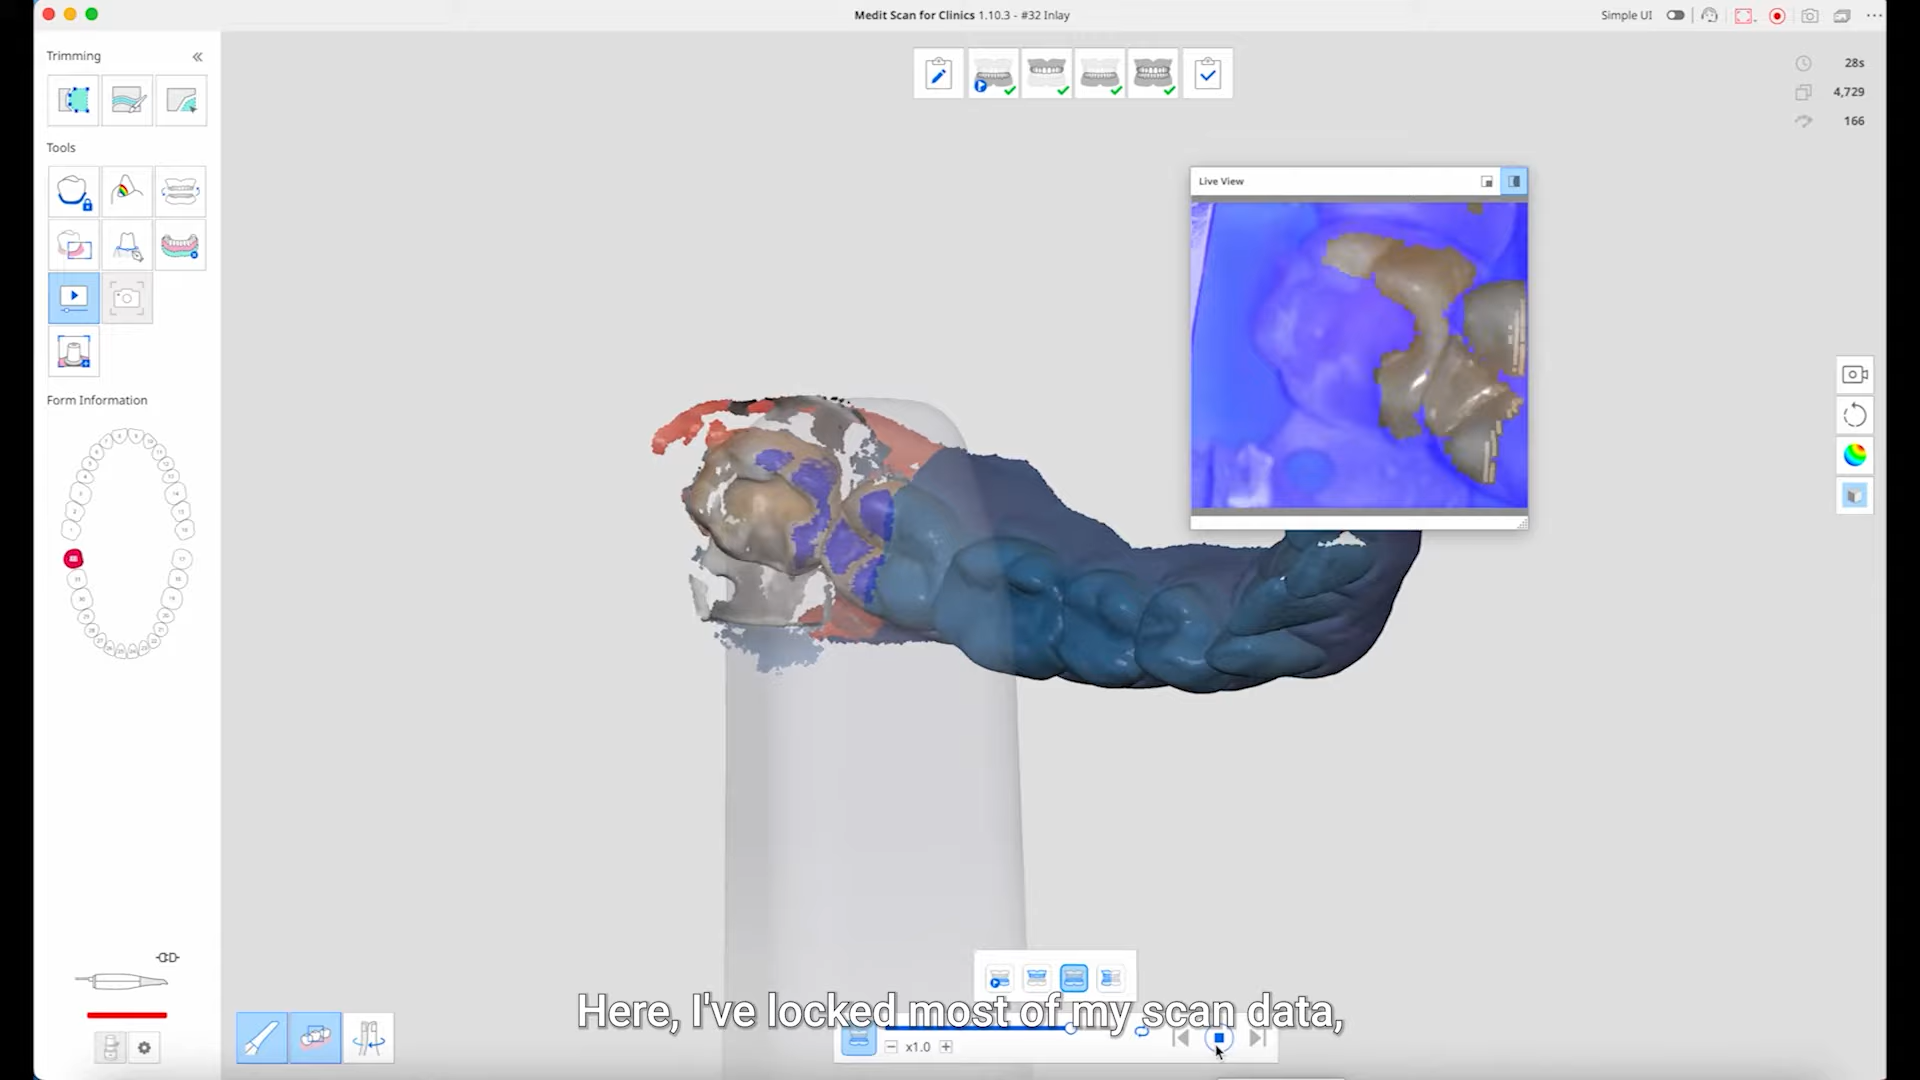 Medit Scan for Clinics 1.10.3 - #32 Inlay
Simple UI
Trimming
28s
4,729
166
Tools
Live View
Form Information
Here, I've locked most of my scan data,
x1.0